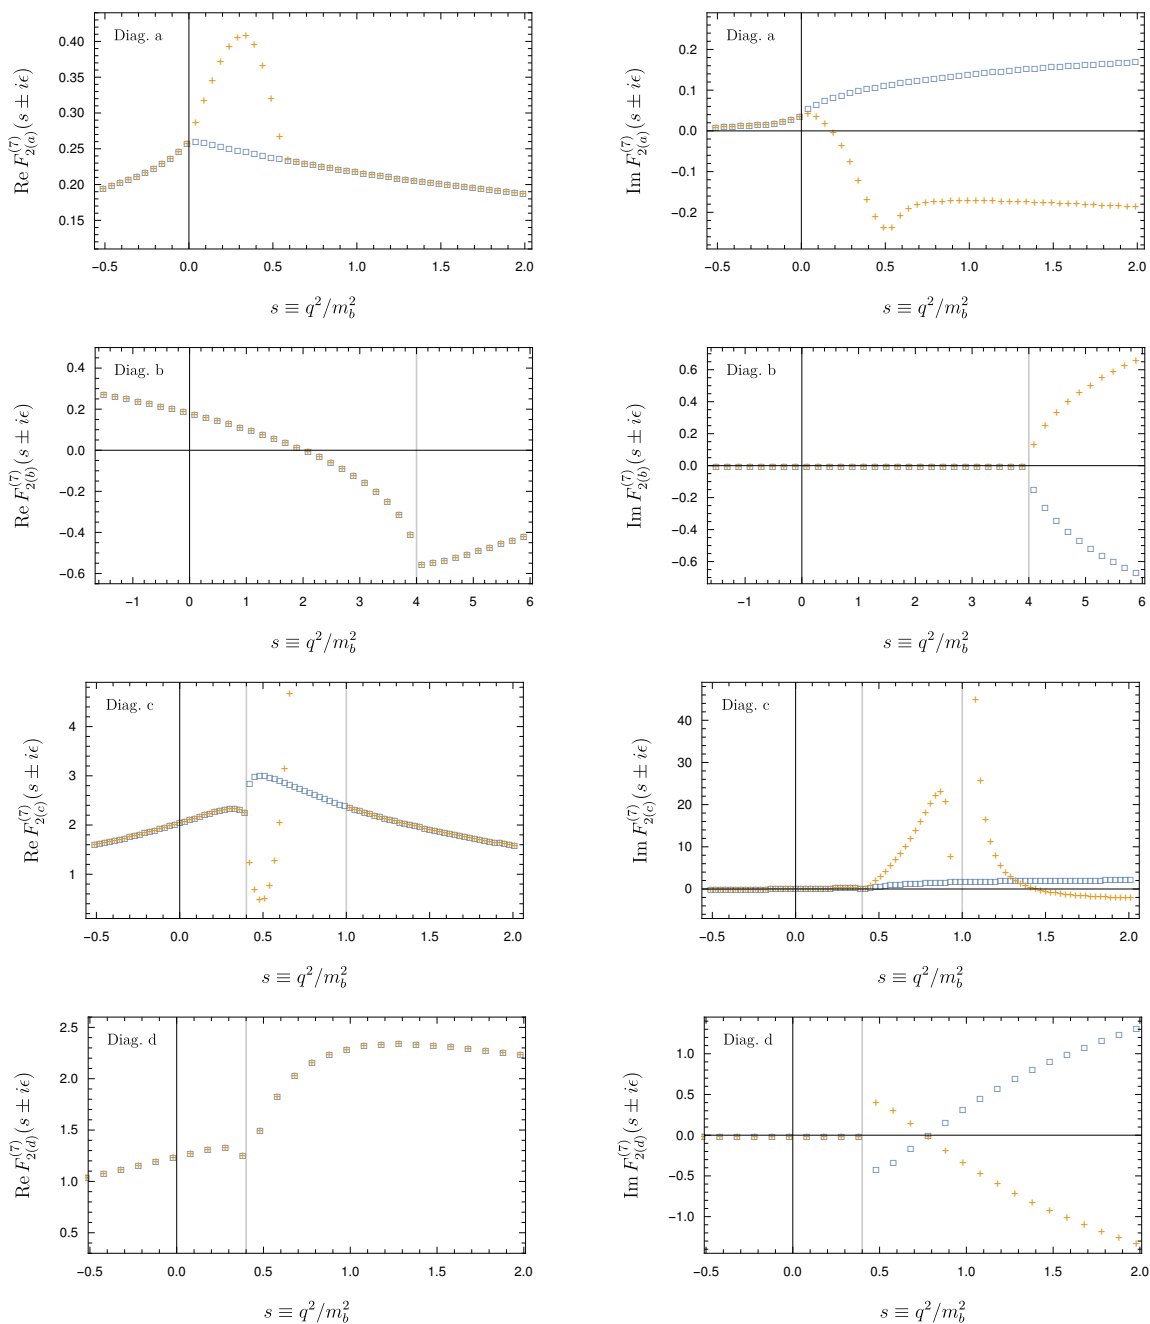 Diag. a
Re F_{2(a)}^{(7)}(s ± iϵ)
0.40
0.35
0.30
0.25
0.20
0.15
−0.5 0.0 0.5 1.0 1.5 2.0
s ≡ q²/m_b²
Diag. a
Im F_{2(a)}^{(7)}(s ± iϵ)
0.2
0.1
0.0
−0.1
−0.2
−0.5 0.0 0.5 1.0 1.5 2.0
s ≡ q²/m_b²
Diag. b
Re F_{2(b)}^{(7)}(s ± iϵ)
0.4
0.2
0.0
−0.2
−0.4
−0.6
−1 0 1 2 3 4 5 6
s ≡ q²/m_b²
Diag. b
Im F_{2(b)}^{(7)}(s ± iϵ)
0.6
0.4
0.2
0.0
−0.2
−0.4
−0.6
−1 0 1 2 3 4 5 6
s ≡ q²/m_b²
Diag. c
Re F_{2(c)}^{(7)}(s ± iϵ)
4
3
2
1
−0.5 0.0 0.5 1.0 1.5 2.0
s ≡ q²/m_b²
Diag. c
Im F_{2(c)}^{(7)}(s ± iϵ)
40
30
20
10
0
−0.5 0.0 0.5 1.0 1.5 2.0
s ≡ q²/m_b²
Diag. d
Re F_{2(d)}^{(7)}(s ± iϵ)
2.5
2.0
1.5
1.0
0.5
−0.5 0.0 0.5 1.0 1.5 2.0
s ≡ q²/m_b²
Diag. d
Im F_{2(d)}^{(7)}(s ± iϵ)
1.0
0.5
0.0
−0.5
−1.0
−0.5 0.0 0.5 1.0 1.5 2.0
s ≡ q²/m_b²